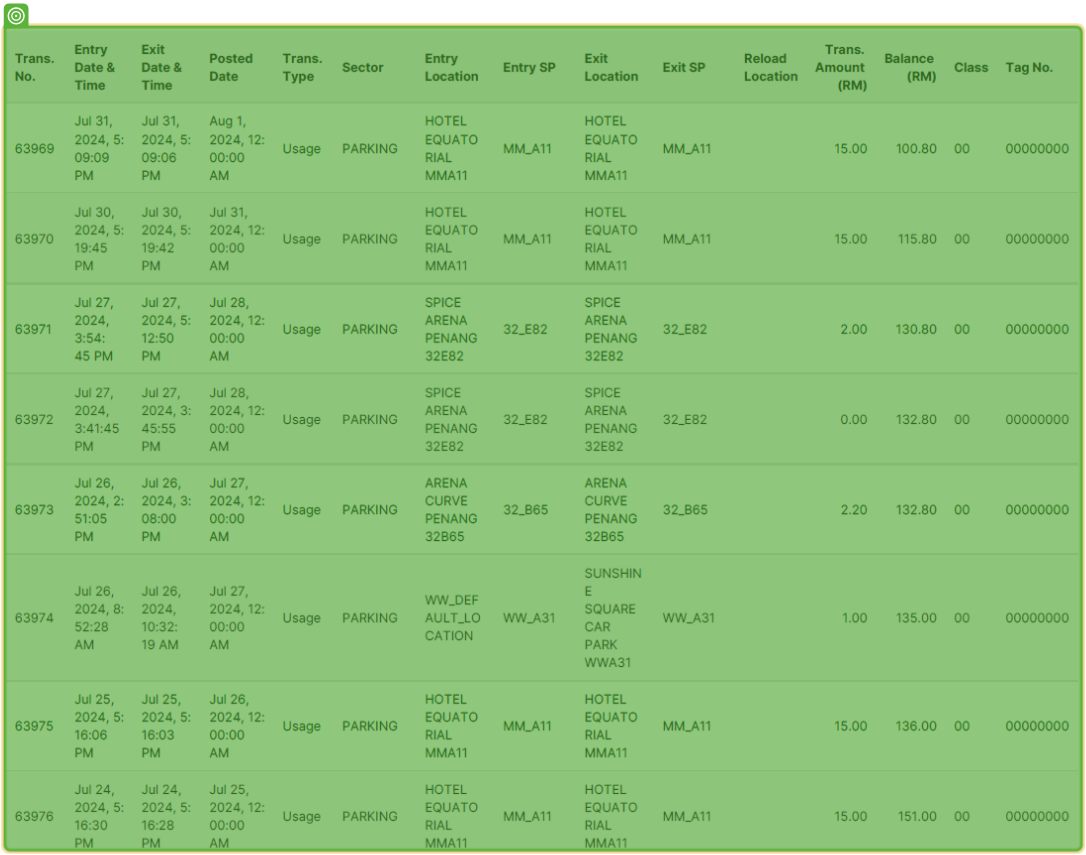 Trans. No. Entry Date & Time Exit Date & Time Posted Date Trans. Type Sector Entry Location Entry SP Exit Location Exit SP Reload Location Trans. Amount (RM) Balance (RM) Class Tag No.
63969 Jul 31, 2024, 5:09:09 PM Jul 31, 2024, 5:09:06 PM Aug 1, 2024, 12:00:00 AM Usage PARKING HOTEL EQUATORIAL MMA11 MM_A11 HOTEL EQUATORIAL MMA11 MM_A11 15.00 100.80 00 00000000
63970 Jul 30, 2024, 5:19:45 PM Jul 30, 2024, 5:19:42 PM Jul 31, 2024, 12:00:00 AM Usage PARKING HOTEL EQUATORIAL MMA11 MM_A11 HOTEL EQUATORIAL MMA11 MM_A11 15.00 115.80 00 00000000
63971 Jul 27, 2024, 3:54:45 PM Jul 27, 2024, 5:12:50 PM Jul 28, 2024, 12:00:00 AM Usage PARKING SPICE ARENA PENANG 32E82 32_E82 SPICE ARENA PENANG 32E82 32_E82 2.00 130.80 00 00000000
63972 Jul 27, 2024, 3:41:45 PM Jul 27, 2024, 3:45:55 PM Jul 28, 2024, 12:00:00 AM Usage PARKING SPICE ARENA PENANG 32E82 32_E82 SPICE ARENA PENANG 32E82 32_E82 0.00 132.80 00 00000000
63973 Jul 26, 2024, 2:51:05 PM Jul 26, 2024, 3:08:00 PM Jul 27, 2024, 12:00:00 AM Usage PARKING ARENA CURVE PENANG 32B65 32_B65 ARENA CURVE PENANG 32B65 32_B65 2.20 132.80 00 00000000
63974 Jul 26, 2024, 8:52:28 AM Jul 26, 2024, 10:32:19 AM Jul 27, 2024, 12:00:00 AM Usage PARKING WW_DEFAULT_LOCATION WW_A31 SUNSHINE SQUARE CAR PARK WWA31 WW_A31 1.00 135.00 00 00000000
63975 Jul 25, 2024, 5:16:06 PM Jul 25, 2024, 5:16:03 PM Jul 26, 2024, 12:00:00 AM Usage PARKING HOTEL EQUATORIAL MMA11 MM_A11 HOTEL EQUATORIAL MMA11 MM_A11 15.00 136.00 00 00000000
63976 Jul 24, 2024, 5:16:30 PM Jul 24, 2024, 5:16:28 PM Jul 25, 2024, 12:00:00 AM Usage PARKING HOTEL EQUATORIAL MMA11 MM_A11 HOTEL EQUATORIAL MMA11 MM_A11 15.00 151.00 00 00000000